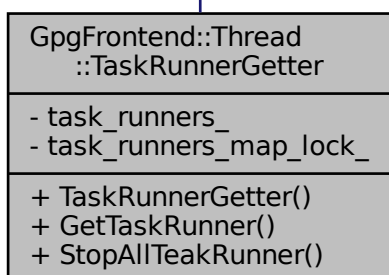 GpgFrontend::Thread
::TaskRunnerGetter
- task_runners_
- task_runners_map_lock_
+ TaskRunnerGetter()
+ GetTaskRunner()
+ StopAllTeakRunner()